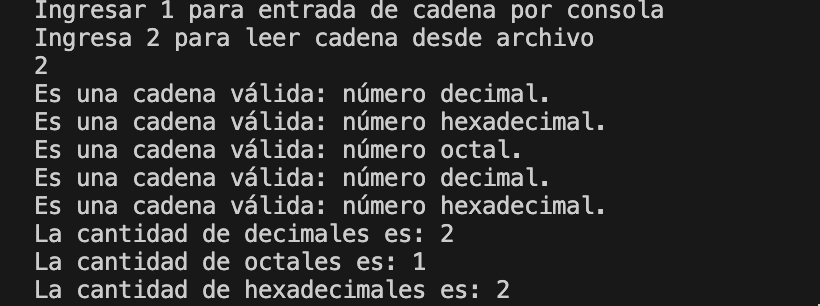 Ingresar 1 para entrada de cadena por consola
Ingresa 2 para leer cadena desde archivo
2
Es una cadena válida: número decimal.
Es una cadena válida: número hexadecimal.
Es una cadena válida: número octal.
Es una cadena válida: número decimal.
Es una cadena válida: número hexadecimal.
La cantidad de decimales es: 2
La cantidad de octales es: 1
La cantidad de hexadecimales es: 2